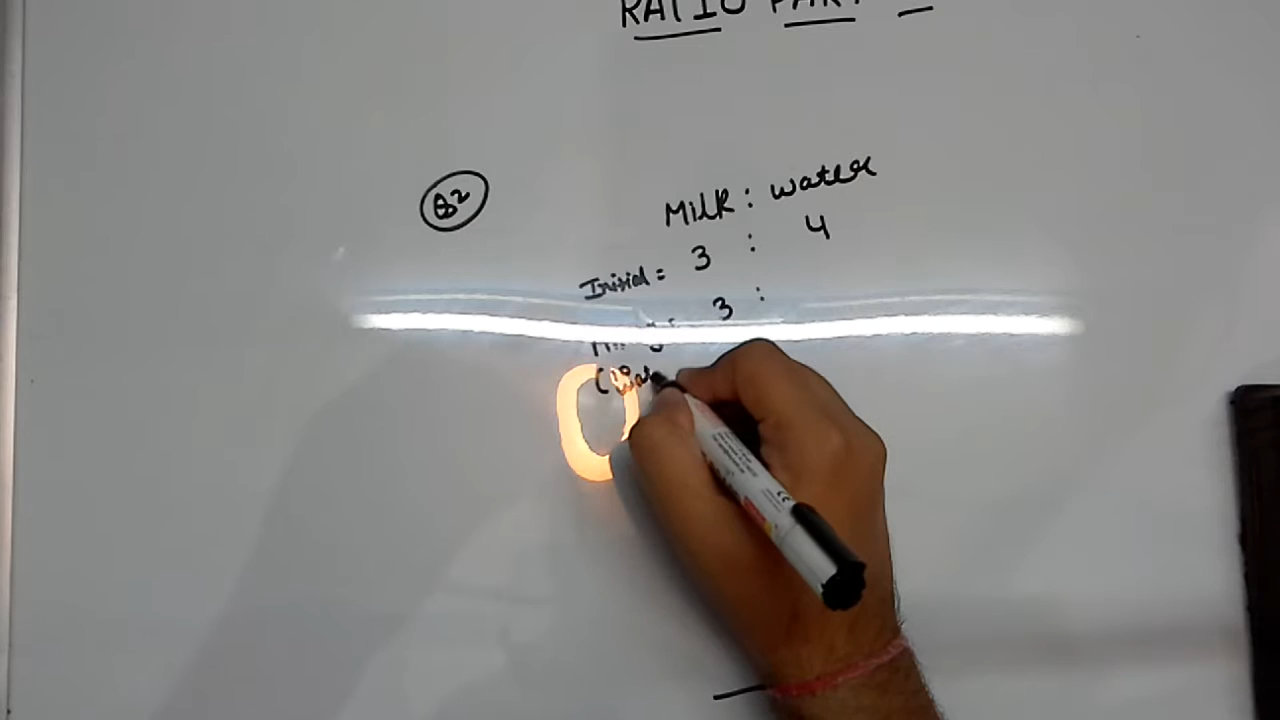 RATIO PART
Q2
Milk : water
Initial = 3 : 4
3 :